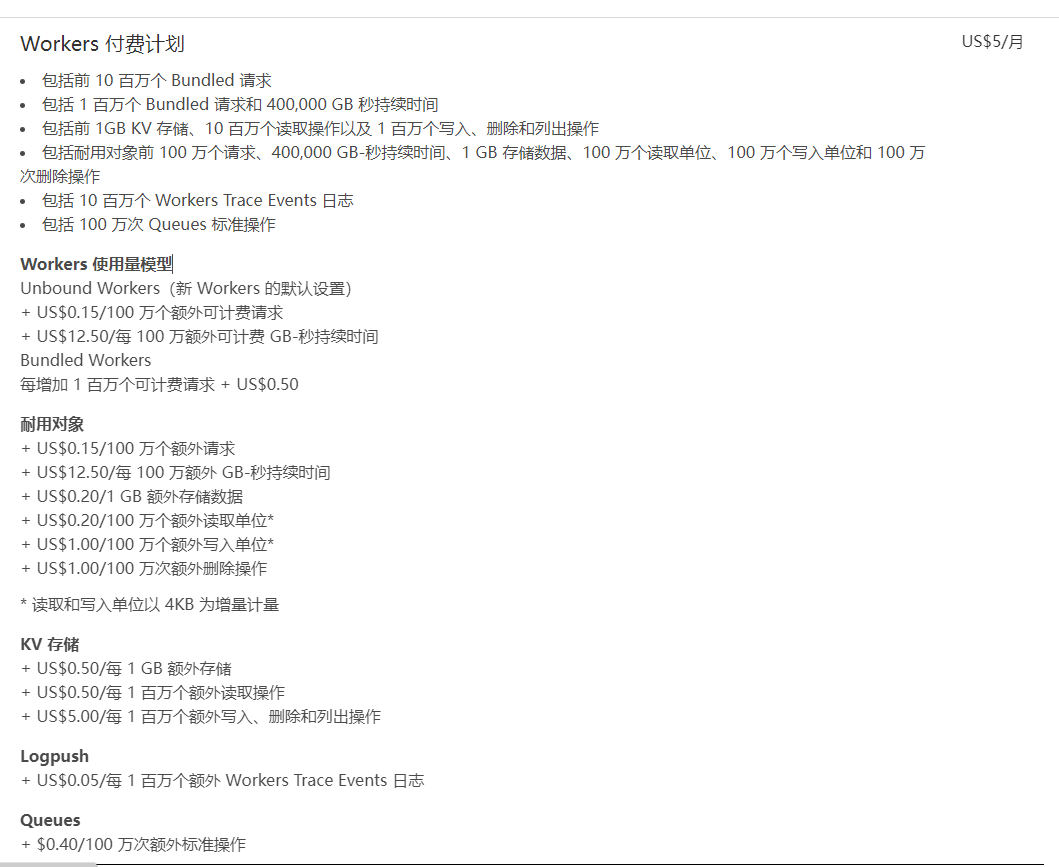 Workers 付费计划
US$5/月
• 包括前 10 百万个 Bundled 请求
• 包括 1 百万个 Bundled 请求和 400,000 GB 秒持续时间
• 包括前 1GB KV 存储、10 百万个读取操作以及 1 百万个写入、删除和列出操作
• 包括耐用对象前 100 万个请求、400,000 GB-秒持续时间、1 GB 存储数据、100 万个读取单位、100 万个写入单位和 100 万
次删除操作
• 包括 10 百万个 Workers Trace Events 日志
• 包括 100 万次 Queues 标准操作
Workers 使用量模型
Unbound Workers（新 Workers 的默认设置）
+ US$0.15/100 万个额外可计费请求
+ US$12.50/每 100 万额外可计费 GB-秒持续时间
Bundled Workers
每增加 1 百万个可计费请求 + US$0.50
耐用对象
+ US$0.15/100 万个额外请求
+ US$12.50/每 100 万额外 GB-秒持续时间
+ US$0.20/1 GB 额外存储数据
+ US$0.20/100 万个额外读取单位*
+ US$1.00/100 万个额外写入单位*
+ US$1.00/100 万次额外删除操作
* 读取和写入单位以 4KB 为增量计量
KV 存储
+ US$0.50/每 1 GB 额外存储
+ US$0.50/每 1 百万个额外读取操作
+ US$5.00/每 1 百万个额外写入、删除和列出操作
Logpush
+ US$0.05/每 1 百万个额外 Workers Trace Events 日志
Queues
+ $0.40/100 万次额外标准操作